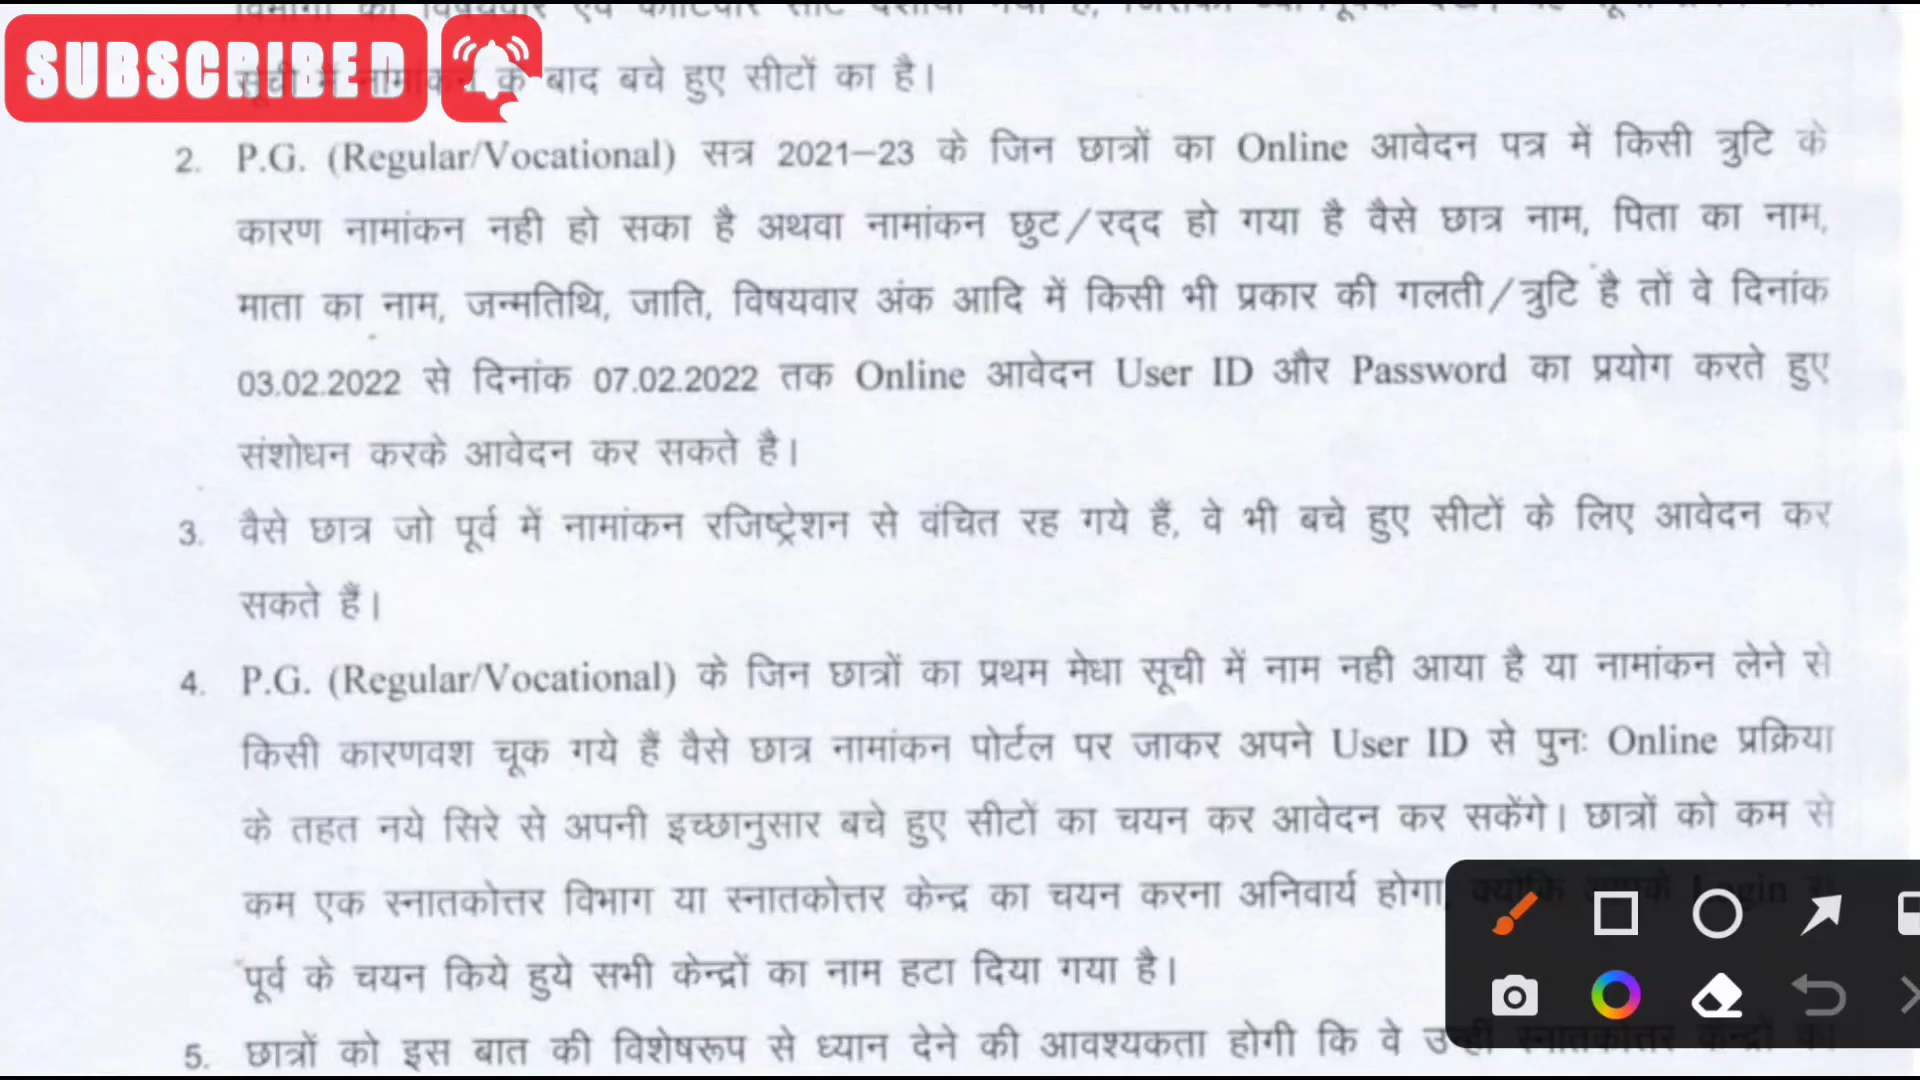 SUBSCRIBED
सूची में नामांकन के बाद बचे हुए सीटों का है।
2. P.G. (Regular/Vocational) सत्र 2021–23 के जिन छात्रों का Online आवेदन पत्र में किसी त्रुटि के
कारण नामांकन नही हो सका है अथवा नामांकन छुट/रद्द हो गया है वैसे छात्र नाम, पिता का नाम,
माता का नाम, जन्मतिथि, जाति, विषयवार अंक आदि में किसी भी प्रकार की गलती/त्रुटि है तों वे दिनांक
03.02.2022 से दिनांक 07.02.2022 तक Online आवेदन User ID और Password का प्रयोग करते हुए
संशोधन करके आवेदन कर सकते है।
3. वैसे छात्र जो पूर्व में नामांकन रजिष्ट्रेशन से वंचित रह गये हैं, वे भी बचे हुए सीटों के लिए आवेदन कर
सकते हैं।
4. P.G. (Regular/Vocational) के जिन छात्रों का प्रथम मेधा सूची में नाम नही आया है या नामांकन लेने से
किसी कारणवश चूक गये हैं वैसे छात्र नामांकन पोर्टल पर जाकर अपने User ID से पुनः Online प्रक्रिया
के तहत नये सिरे से अपनी इच्छानुसार बचे हुए सीटों का चयन कर आवेदन कर सकेंगे। छात्रों को कम से
कम एक स्नातकोत्तर विभाग या स्नातकोत्तर केन्द्र का चयन करना अनिवार्य होगा, क्योंकि Login
पूर्व के चयन किये हुये सभी केन्द्रों का नाम हटा दिया गया है।
5. छात्रों को इस बात की विशेषरूप से ध्यान देने की आवश्यकता होगी कि वे उन्हीं स्नातकोत्तर केन्द्रों का